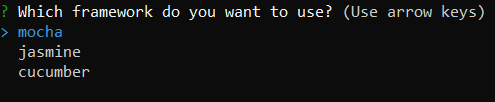 ? Which framework do you want to use? (Use arrow keys)
> mocha
jasmine
cucumber